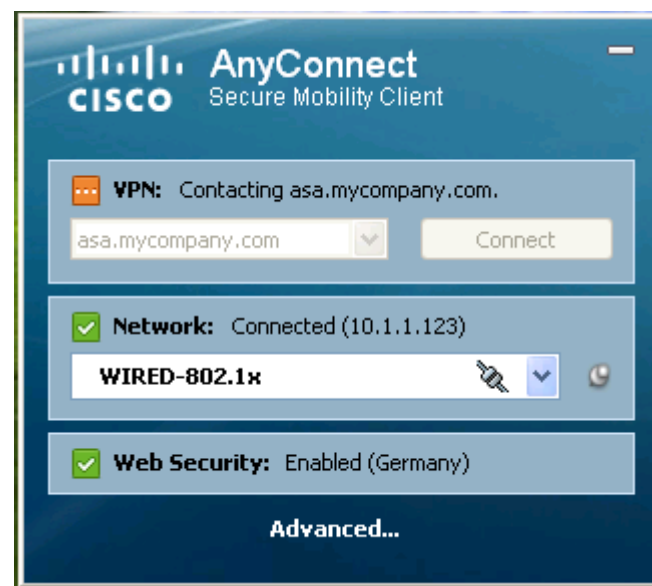 AnyConnect
CISCO Secure Mobility Client
VPN: Contacting asa.mycompany.com.
asa.mycompany.com Connect
Network: Connected (10.1.1.123)
WIRED-802.1x
Web Security: Enabled (Germany)
Advanced...